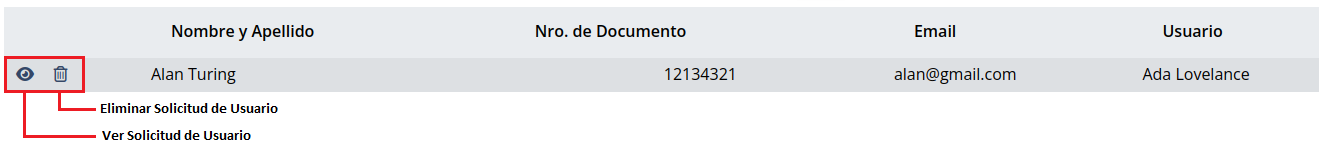 Nombre y Apellido Nro. de Documento Email Usuario
Alan Turing 12134321 alan@gmail.com Ada Lovelance
Eliminar Solicitud de Usuario
Ver Solicitud de Usuario